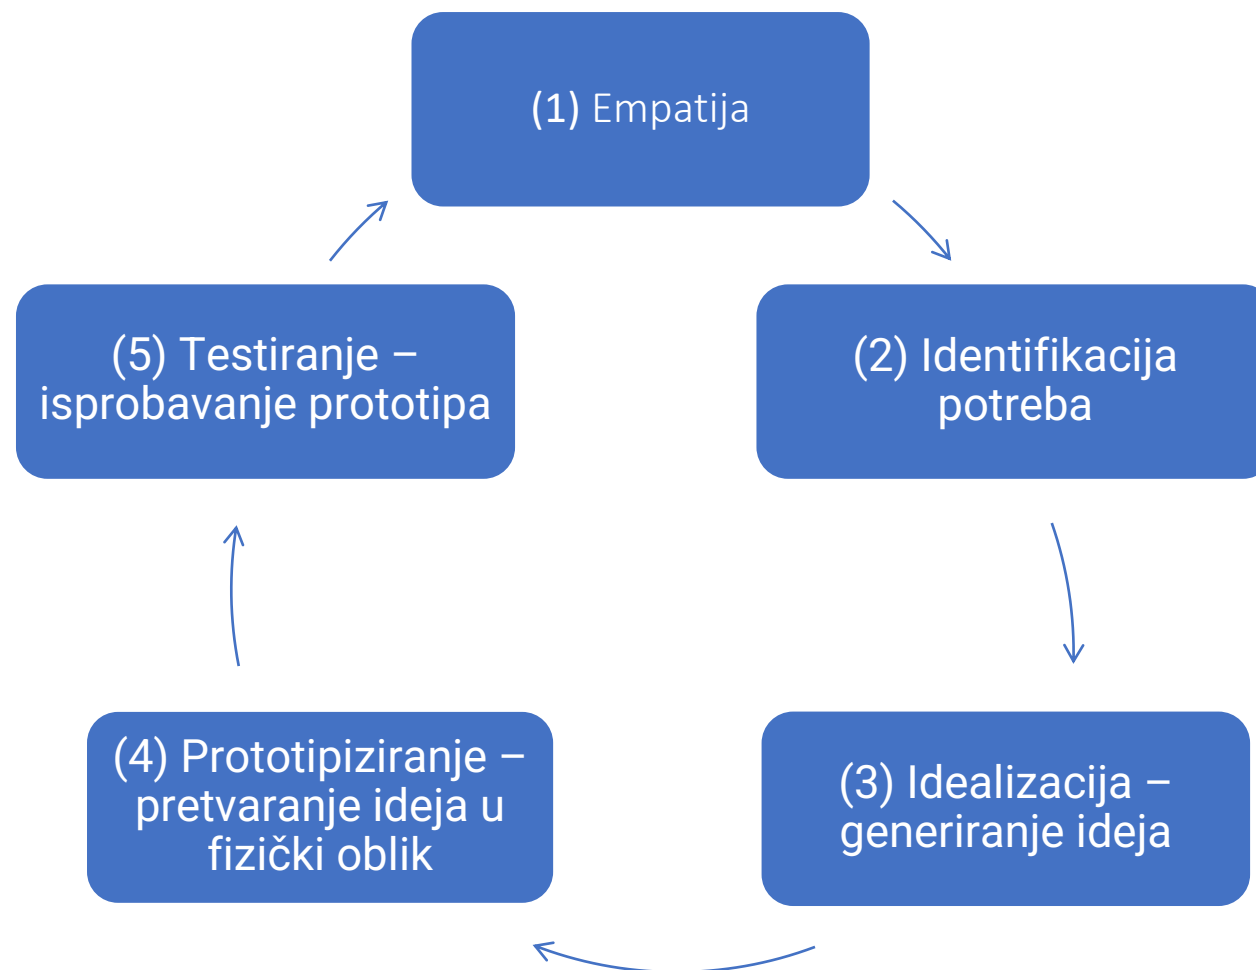 (1) Empatija
(2) Identifikacija
potreba
(3) Idealizacija –
generiranje ideja
(4) Prototipiziranje –
pretvaranje ideja u
fizički oblik
(5) Testiranje –
isprobavanje prototipa